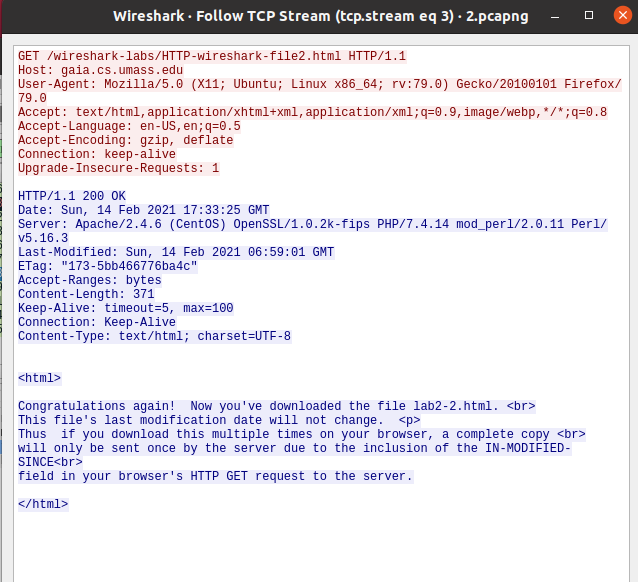 Wireshark · Follow TCP Stream (tcp.stream eq 3) · 2.pcapng
GET /wireshark-labs/HTTP-wireshark-file2.html HTTP/1.1
Host: gaia.cs.umass.edu
User-Agent: Mozilla/5.0 (X11; Ubuntu; Linux x86_64; rv:79.0) Gecko/20100101 Firefox/
79.0
Accept: text/html,application/xhtml+xml,application/xml;q=0.9,image/webp,*/*;q=0.8
Accept-Language: en-US,en;q=0.5
Accept-Encoding: gzip, deflate
Connection: keep-alive
Upgrade-Insecure-Requests: 1
HTTP/1.1 200 OK
Date: Sun, 14 Feb 2021 17:33:25 GMT
Server: Apache/2.4.6 (CentOS) OpenSSL/1.0.2k-fips PHP/7.4.14 mod_perl/2.0.11 Perl/
v5.16.3
Last-Modified: Sun, 14 Feb 2021 06:59:01 GMT
ETag: "173-5bb466776ba4c"
Accept-Ranges: bytes
Content-Length: 371
Keep-Alive: timeout=5, max=100
Connection: Keep-Alive
Content-Type: text/html; charset=UTF-8
<html>
Congratulations again!  Now you've downloaded the file lab2-2.html. <br>
This file's last modification date will not change.  <p>
Thus  if you download this multiple times on your browser, a complete copy <br>
will only be sent once by the server due to the inclusion of the IN-MODIFIED-
SINCE<br>
field in your browser's HTTP GET request to the server.
</html>